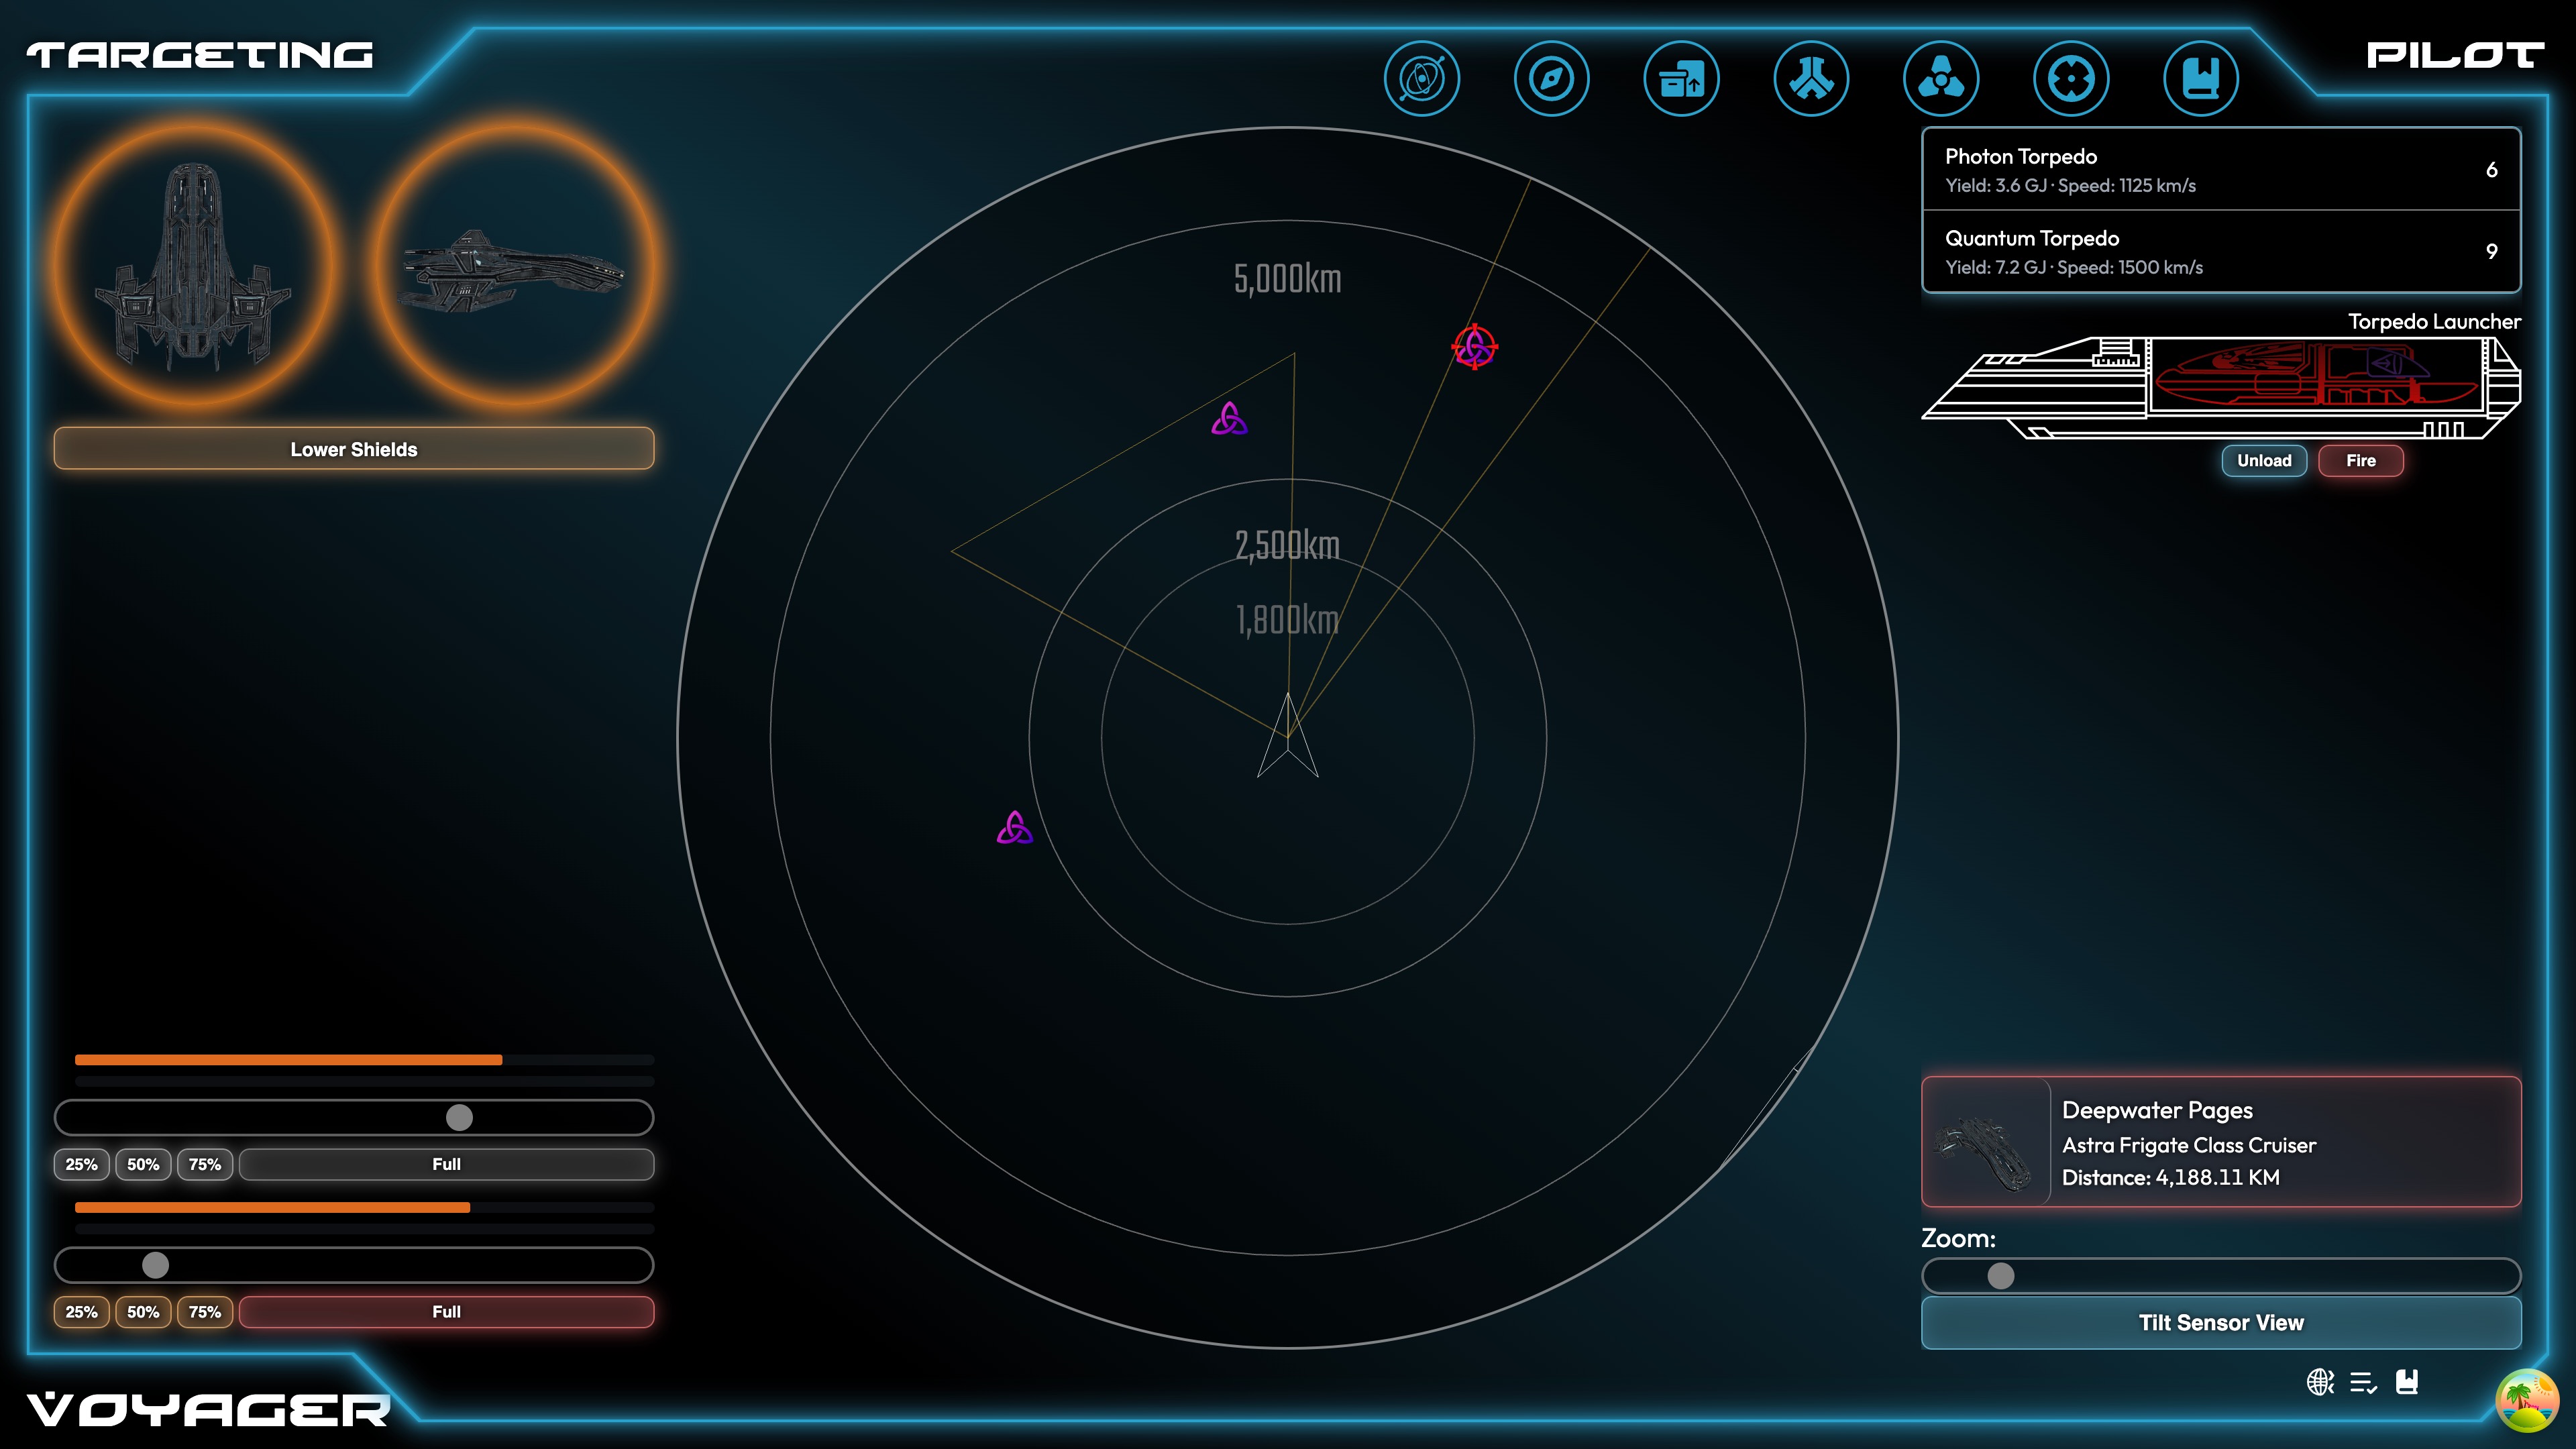 TARGETING
PILOT
Photon Torpedo
6
Yield: 3.6 GJ · Speed: 1125 km/s
Quantum Torpedo
9
Yield: 7.2 GJ · Speed: 1500 km/s
Torpedo Launcher
Unload
Fire
Lower Shields
5,000km
2,500km
1,800km
25%
50%
75%
Full
25%
50%
75%
Full
Deepwater Pages
Astra Frigate Class Cruiser
Distance: 4,188.11 KM
Zoom:
Tilt Sensor View
VOYAGER